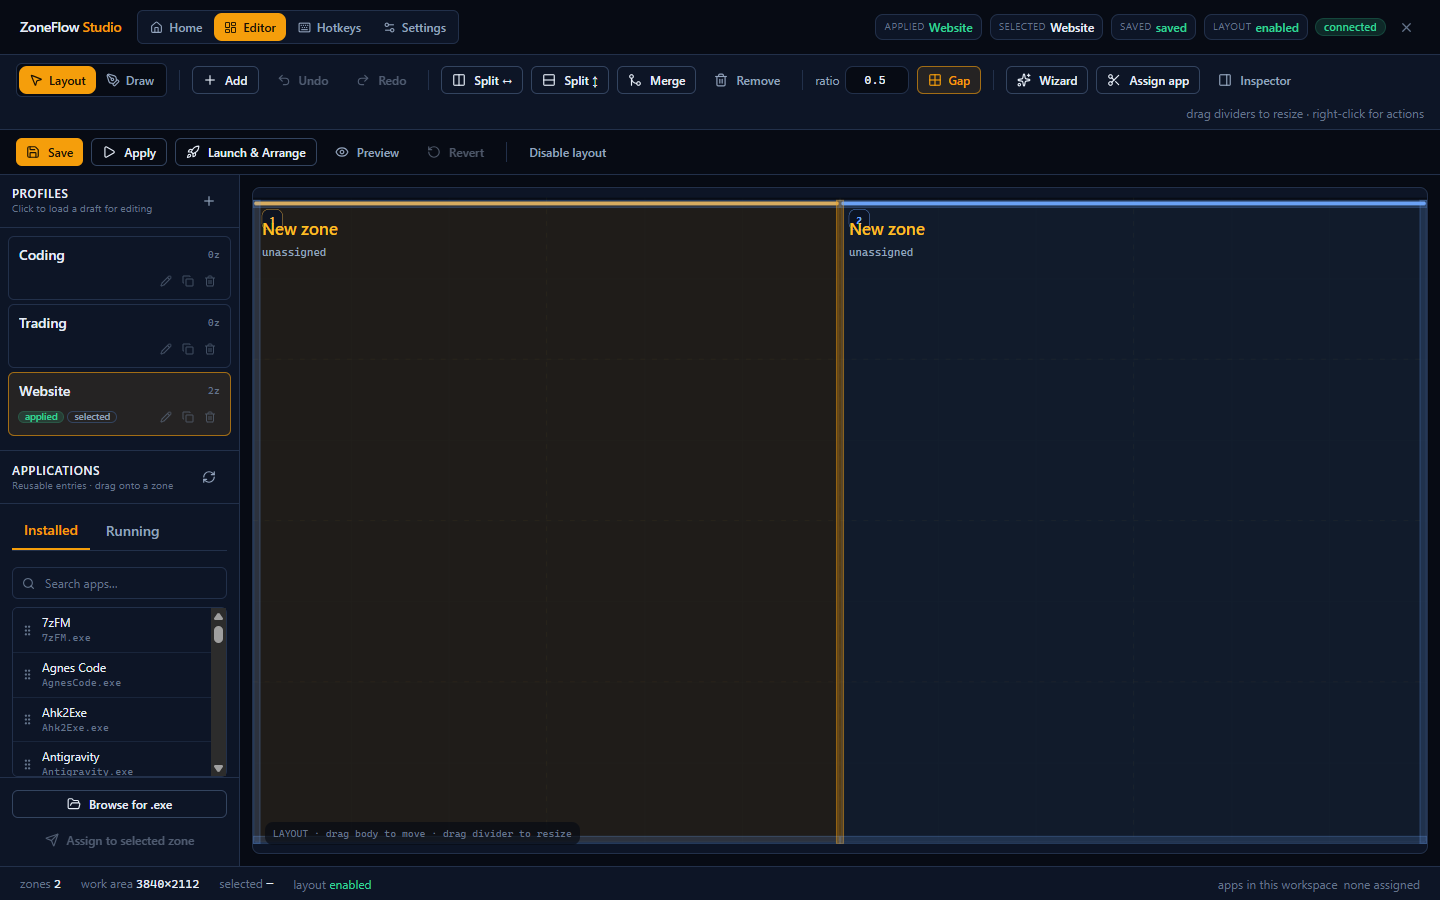 ZoneFlow Studio
Home
Editor
Hotkeys
Settings
APPLIED Website
SELECTED Website
SAVED saved
LAYOUT enabled
connected
Layout
Draw
Add
Undo
Redo
Split ↔
Split ↕
Merge
Remove
ratio
0.5
Gap
Wizard
Assign app
Inspector
drag dividers to resize · right-click for actions
Save
Apply
Launch & Arrange
Preview
Revert
Disable layout
PROFILES
Click to load a draft for editing
Coding
0z
Trading
0z
Website
2z
applied
selected
APPLICATIONS
Reusable entries · drag onto a zone
Installed
Running
Search apps...
7zFM
7zFM.exe
Agnes Code
AgnesCode.exe
Ahk2Exe
Ahk2Exe.exe
Antigravity
Antigravity.exe
Browse for .exe
Assign to selected zone
1
New zone
unassigned
2
New zone
unassigned
LAYOUT · drag body to move · drag divider to resize
zones 2
work area 3840×2112
selected —
layout enabled
apps in this workspace none assigned